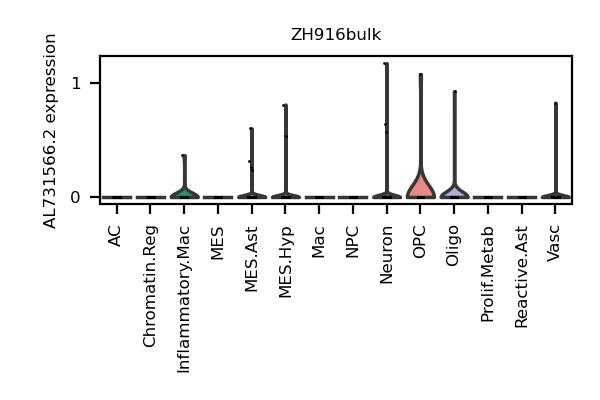 ZH916bulk
AL731566.2 expression
1
0
AC
Chromatin.Reg
Inflammatory.Mac
MES
MES.Ast
MES.Hyp
Mac
NPC
Neuron
OPC
Oligo
Prolif.Metab
Reactive.Ast
Vasc